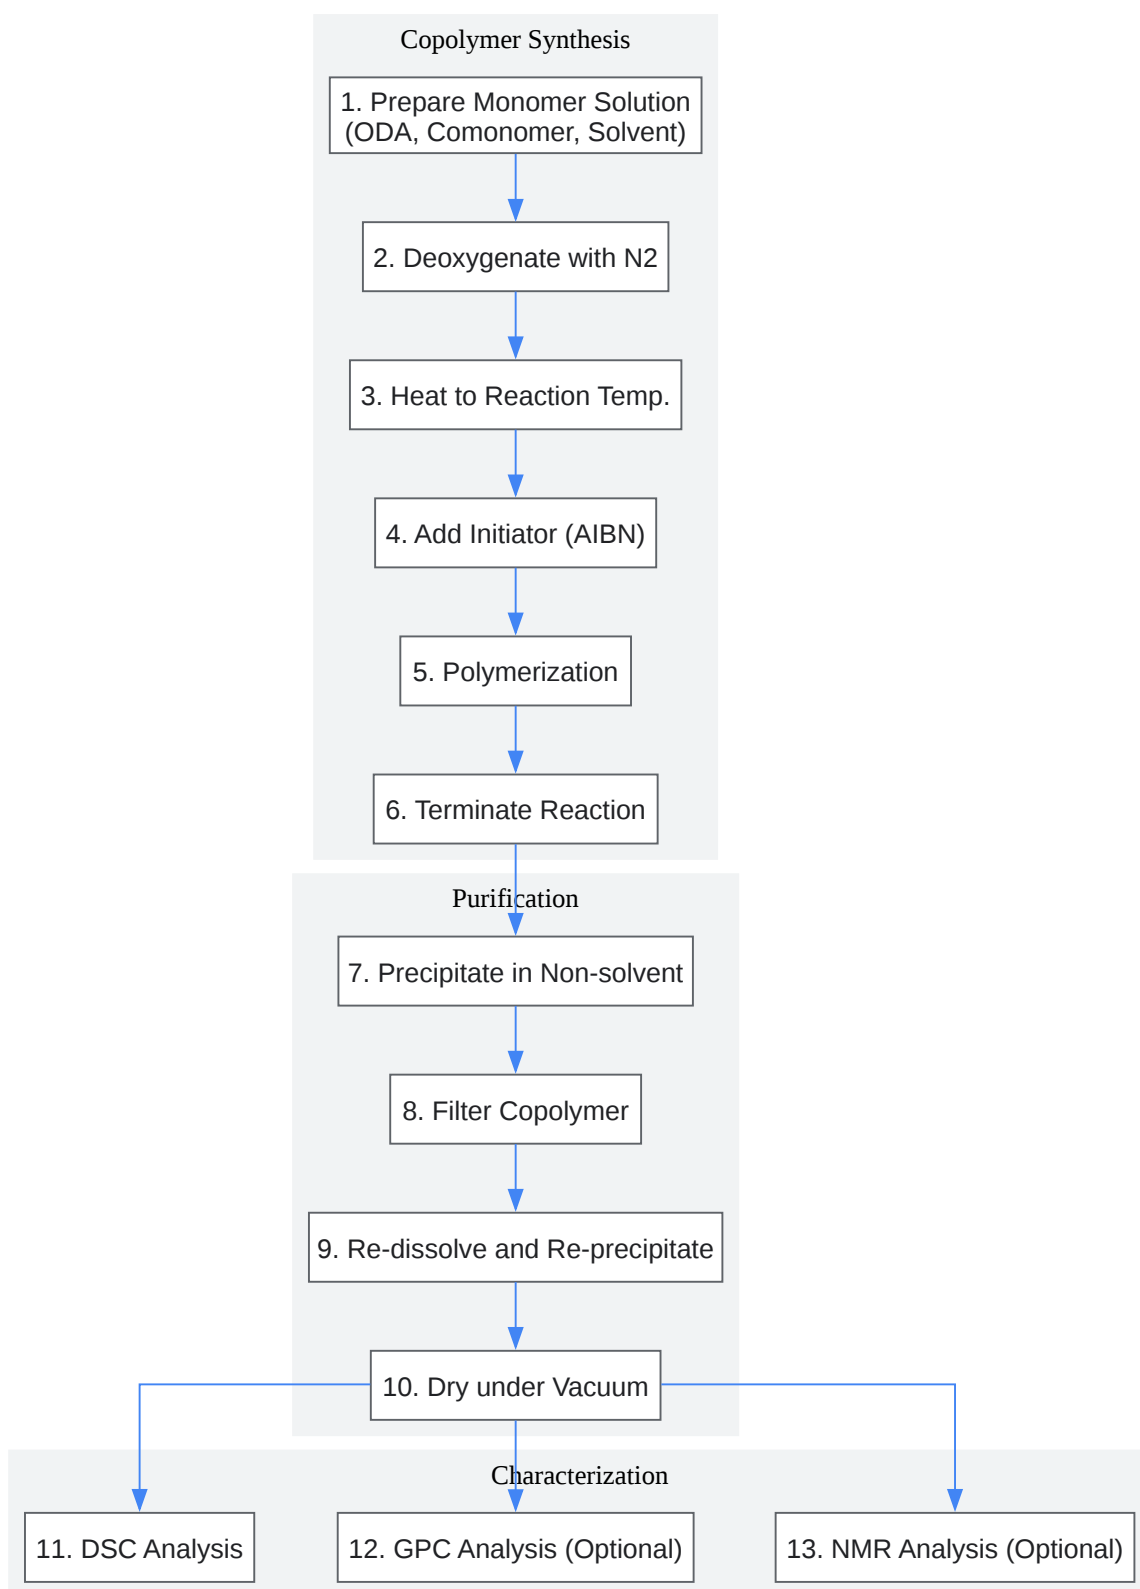 Copolymer Synthesis
1. Prepare Monomer Solution
(ODA, Comonomer, Solvent)
2. Deoxygenate with N2
3. Heat to Reaction Temp.
4. Add Initiator (AIBN)
5. Polymerization
6. Terminate Reaction
Purification
7. Precipitate in Non-solvent
8. Filter Copolymer
9. Re-dissolve and Re-precipitate
10. Dry under Vacuum
Characterization
11. DSC Analysis
12. GPC Analysis (Optional)
13. NMR Analysis (Optional)